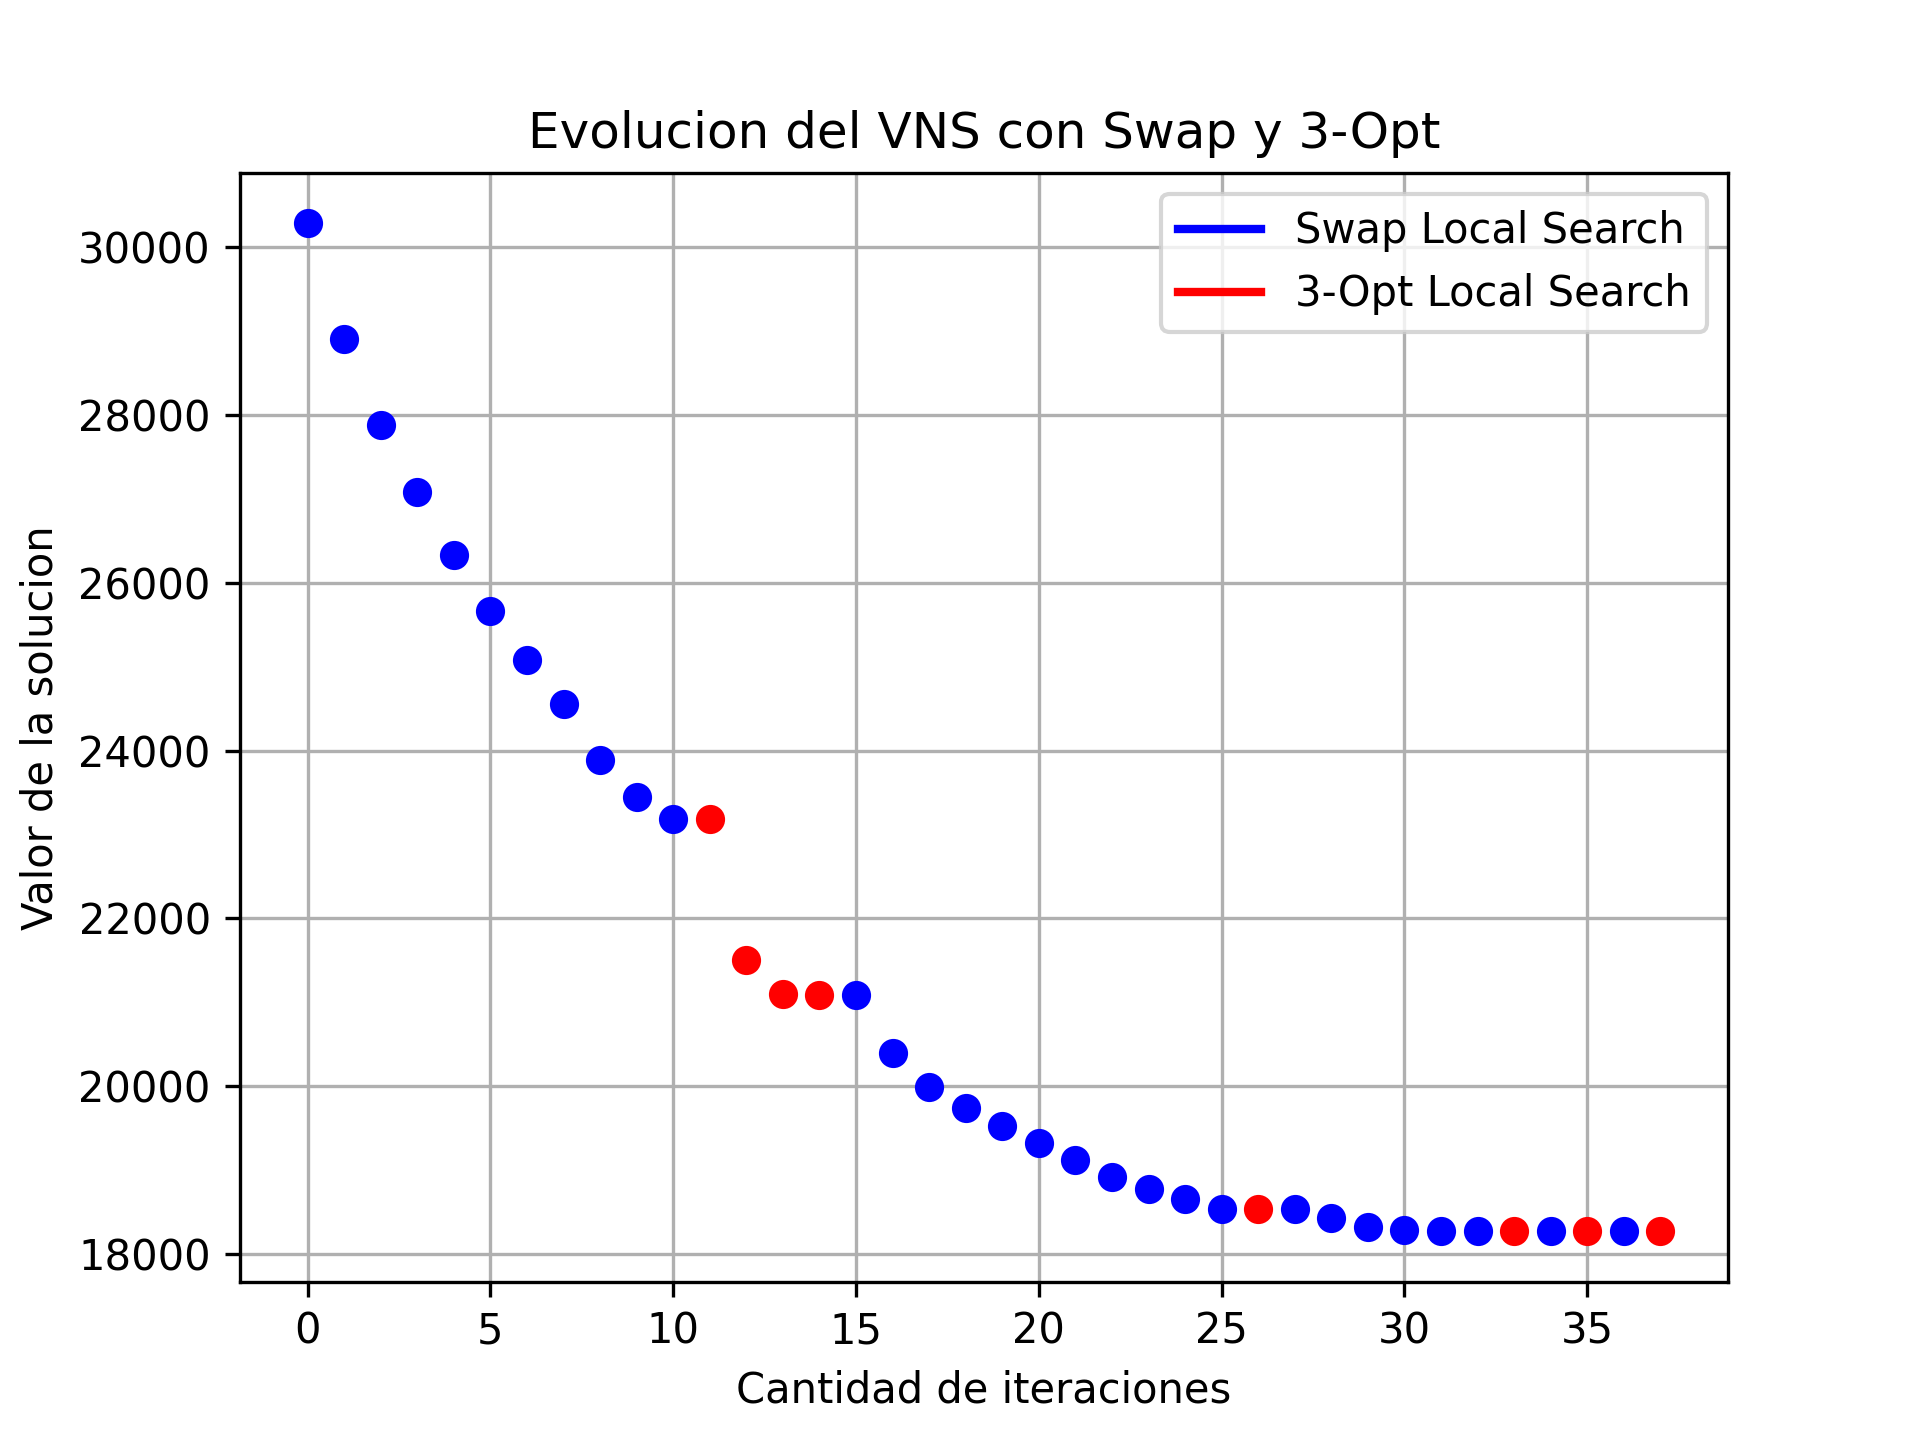 Evolucion del VNS con Swap y 3-Opt
Swap Local Search
3-Opt Local Search
Valor de la solucion
30000
28000
26000
24000
22000
20000
18000
0 5 10 15 20 25 30 35
Cantidad de iteraciones